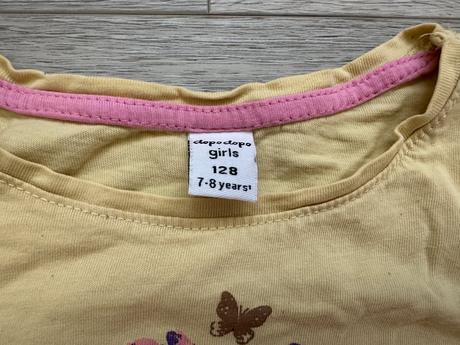 dopodopo
girls
128
7-8 years